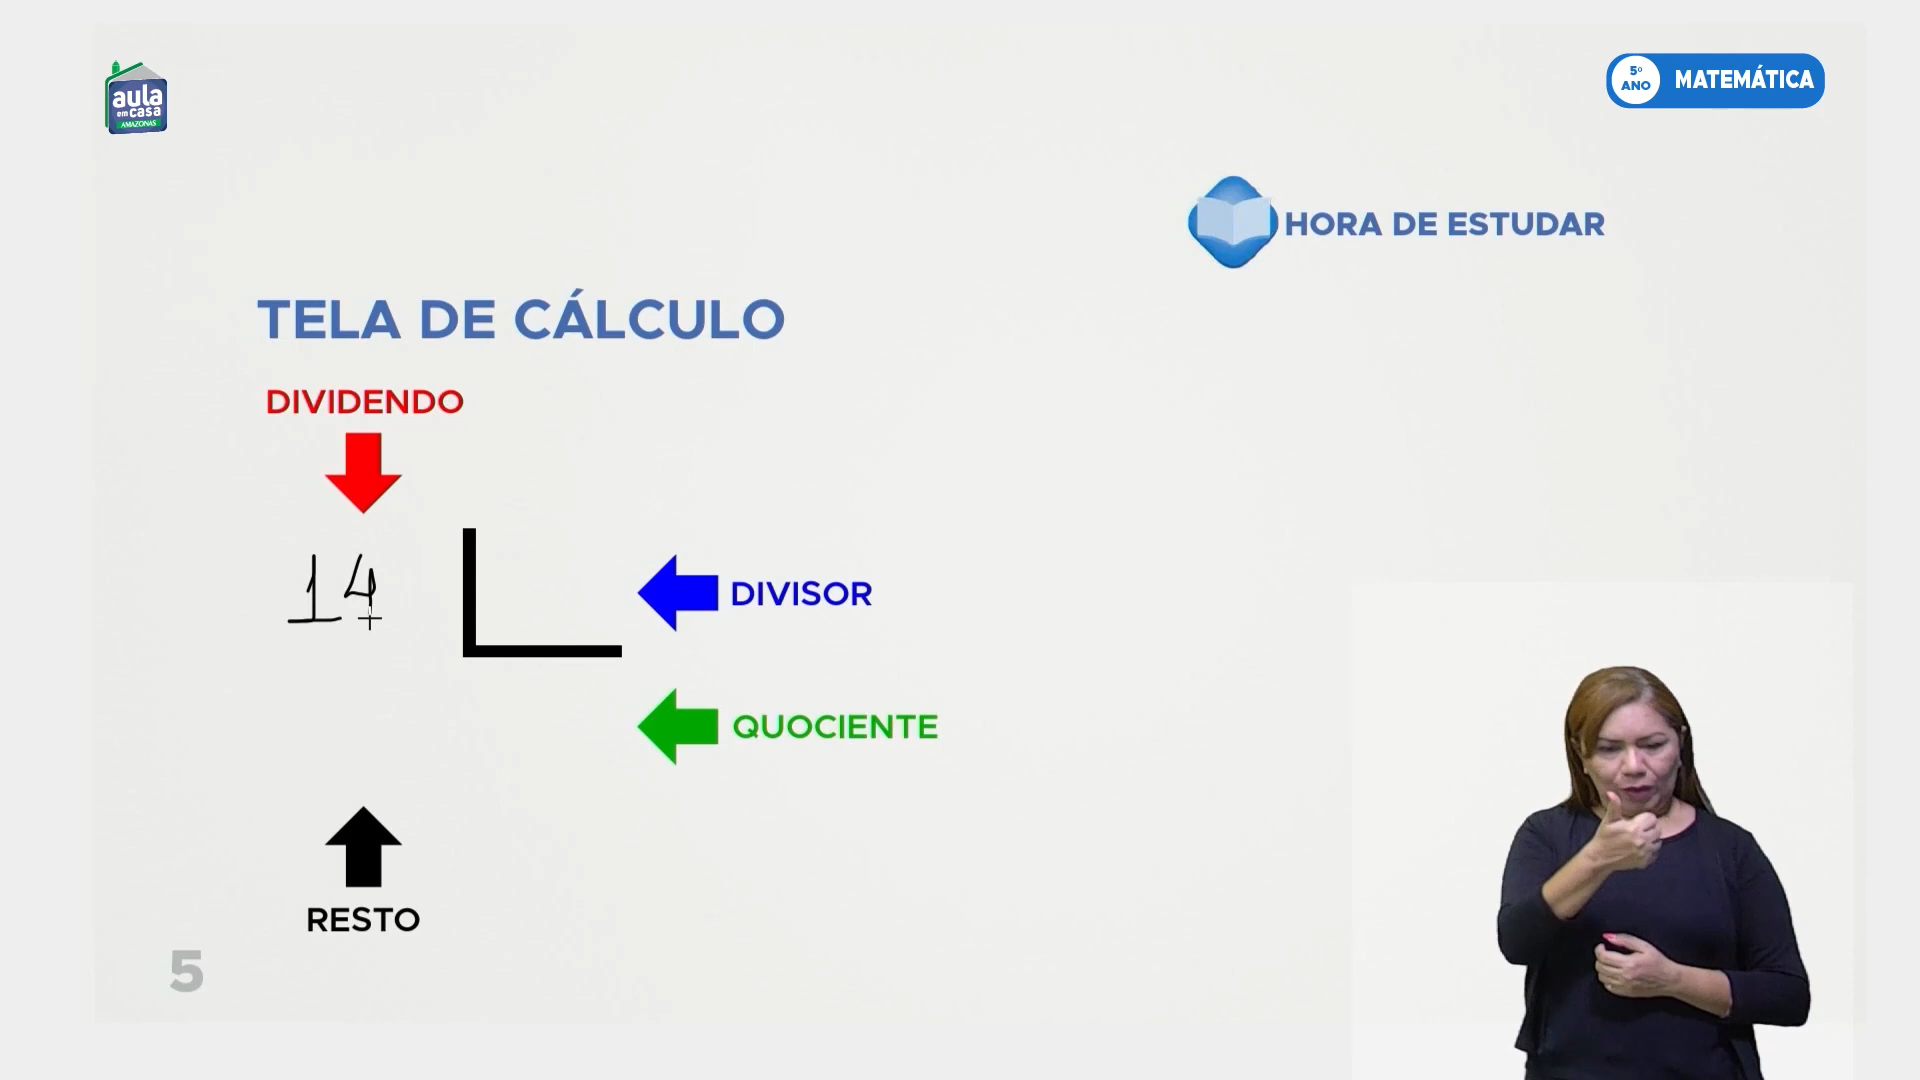 aula
em casa
AMAZONAS
5º
ANO
MATEMÁTICA
HORA DE ESTUDAR
TELA DE CÁLCULO
DIVIDENDO
14
DIVISOR
QUOCIENTE
RESTO
5